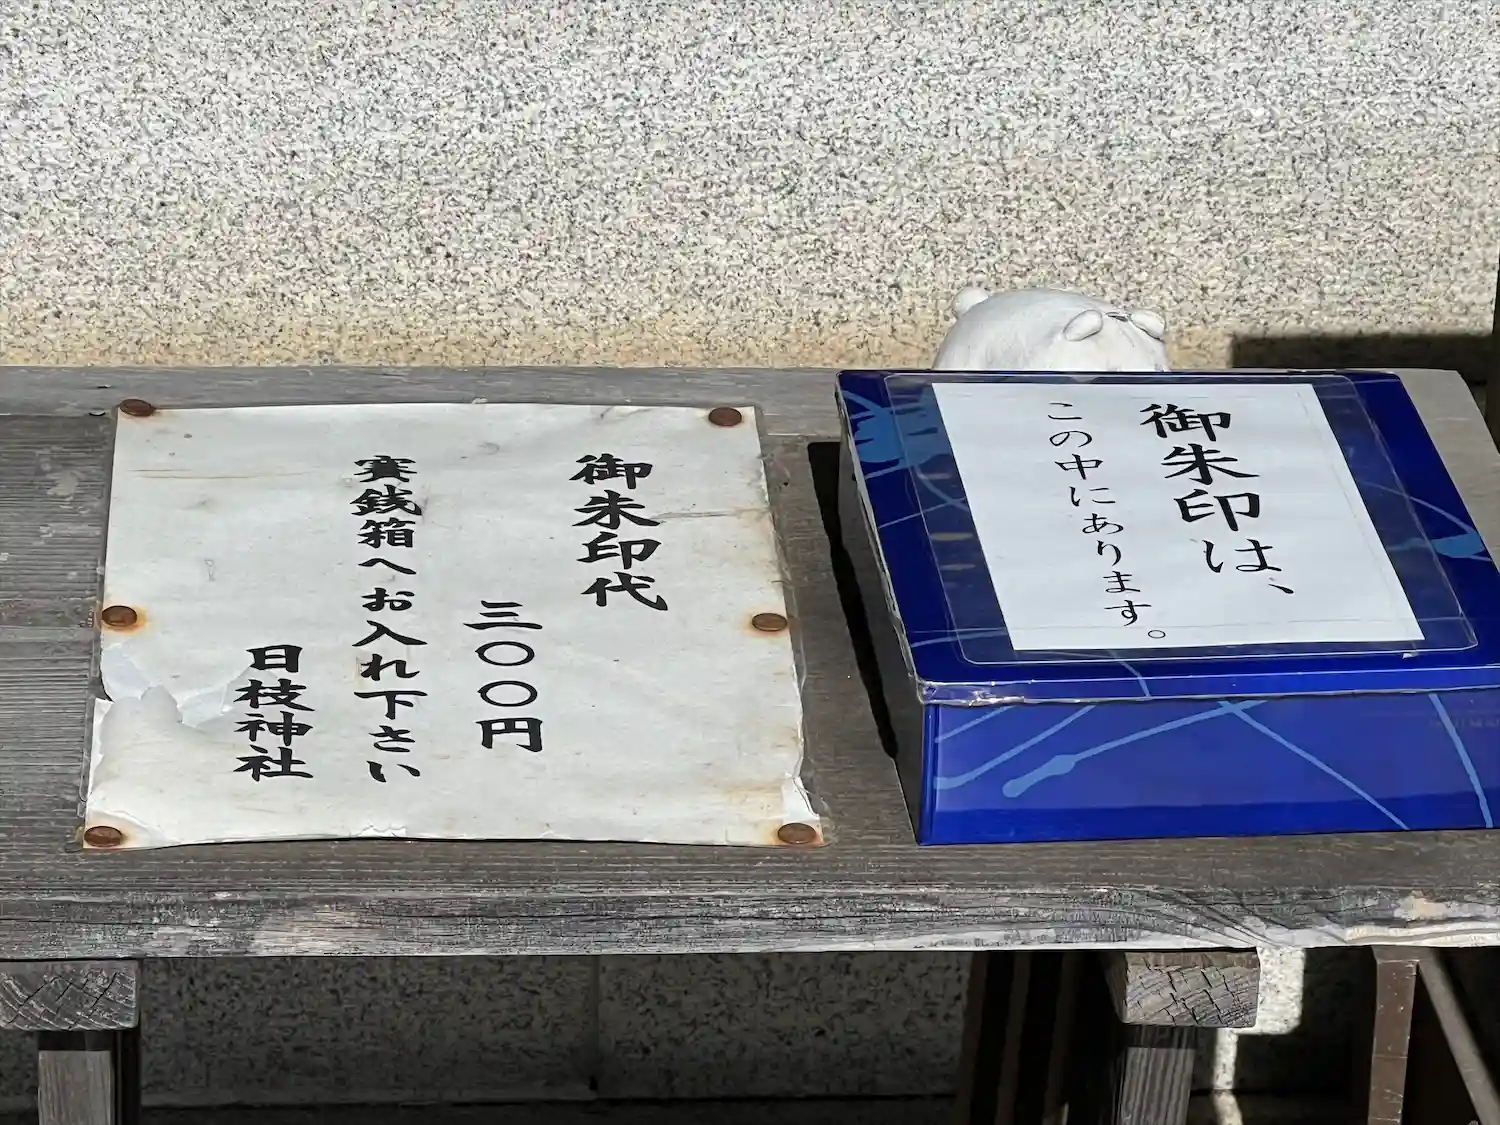 御朱印代
三〇〇円
賽銭箱へお入れ下さい
日枝神社
御朱印は、
この中にあります。